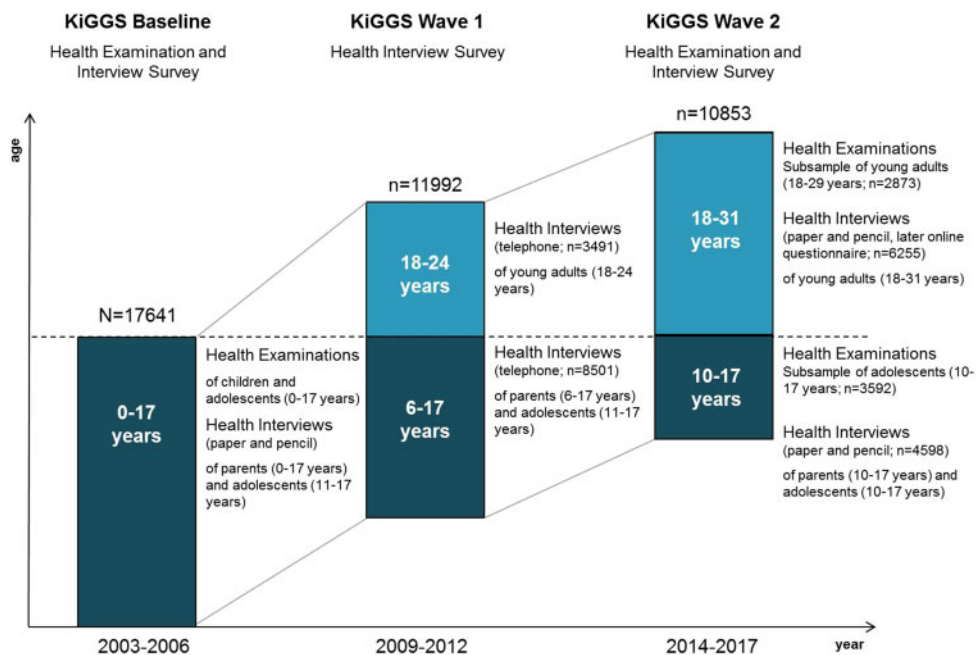 KiGGS Baseline
Health Examination and
Interview Survey
KiGGS Wave 1
Health Interview Survey
KiGGS Wave 2
Health Examination and
Interview Survey
age
N=17641
0-17
years
Health Examinations
of children and
adolescents (0-17 years)
Health Interviews
(paper and pencil)
of parents (0-17 years)
and adolescents (11-17
years)
n=11992
18-24
years
Health Interviews
(telephone; n=3491)
of young adults (18-24
years)
6-17
years
Health Interviews
(telephone; n=8501)
of parents (6-17 years)
and adolescents (11-17
years)
n=10853
18-31
years
Health Examinations
Subsample of young adults
(18-29 years; n=2873)
Health Interviews
(paper and pencil, later online
questionnaire; n=6255)
of young adults (18-31 years)
10-17
years
Health Examinations
Subsample of adolescents (10-
17 years; n=3592)
Health Interviews
(paper and pencil; n=4598)
of parents (10-17 years) and
adolescents (10-17 years)
2003-2006
2009-2012
2014-2017
year